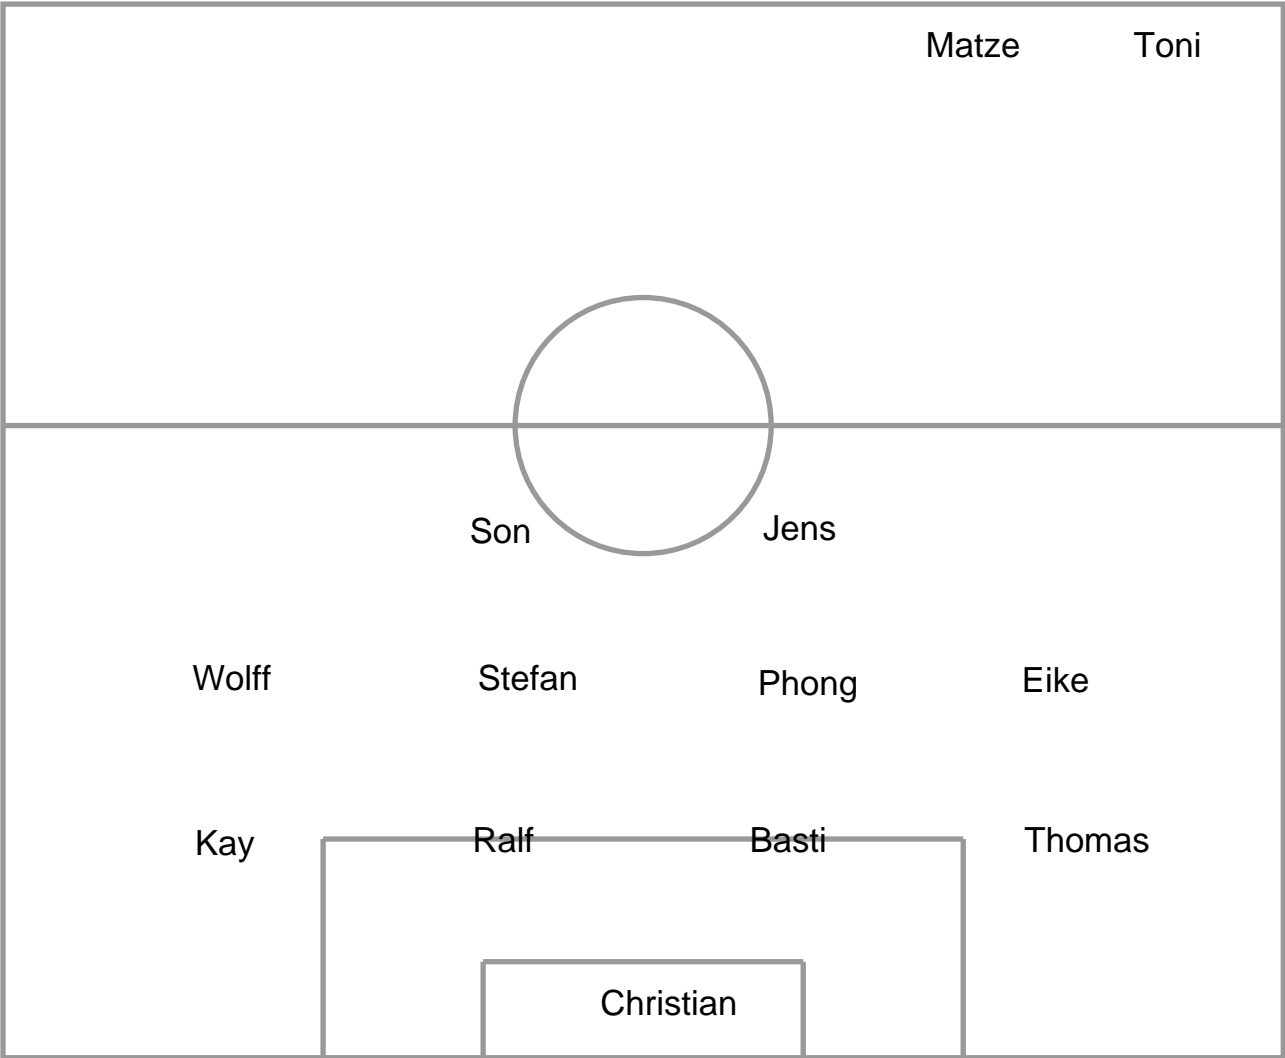 Matze Toni
Son Jens
Wolff Stefan Phong Eike
Kay Ralf Basti Thomas
Christian